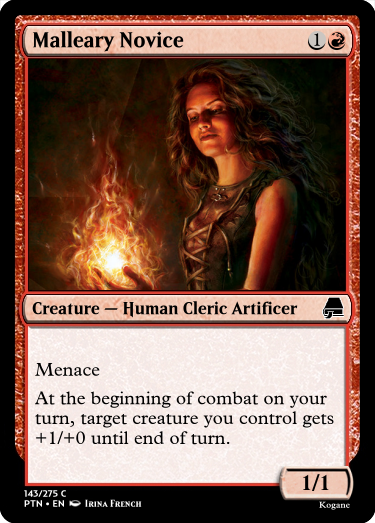 Malleary Novice 1
Creature — Human Cleric Artificer
Menace
At the beginning of combat on your
turn, target creature you control gets
+1/+0 until end of turn.
1/1
143/275 C
PTN • EN Irina French
Kogane